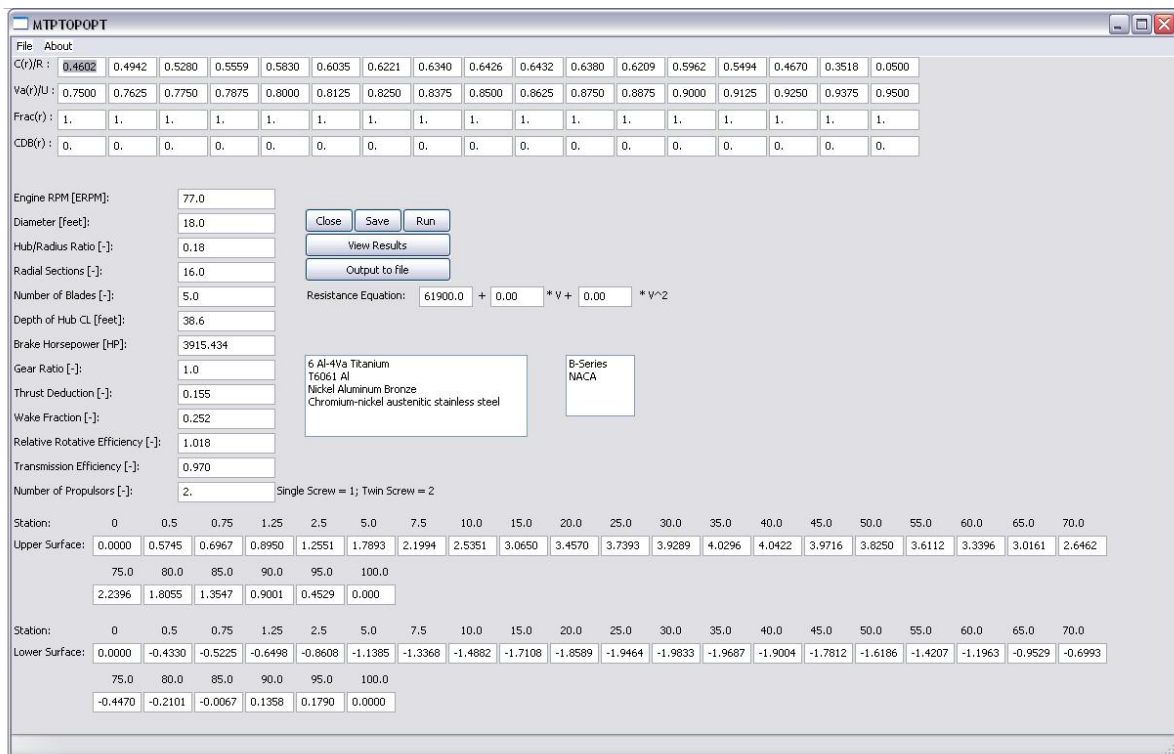 MTPTOPOPT
File About
C(r)/R : 0.4602 0.4942 0.5280 0.5559 0.5830 0.6035 0.6221 0.6340 0.6426 0.6432 0.6380 0.6209 0.5962 0.5494 0.4670 0.3518 0.0500
Va(r)/U : 0.7500 0.7625 0.7750 0.7875 0.8000 0.8125 0.8250 0.8375 0.8500 0.8625 0.8750 0.8875 0.9000 0.9125 0.9250 0.9375 0.9500
Frac(r) : 1. 1. 1. 1. 1. 1. 1. 1. 1. 1. 1. 1. 1. 1. 1. 1. 1.
CDB(r) : 0. 0. 0. 0. 0. 0. 0. 0. 0. 0. 0. 0. 0. 0. 0. 0. 0.
Engine RPM [ERPM]: 77.0
Diameter [feet]: 18.0 Close Save Run
Hub/Radius Ratio [-]: 0.18 View Results
Radial Sections [-]: 16.0 Output to file
Number of Blades [-]: 5.0 Resistance Equation: 61900.0 + 0.00 * V + 0.00 * V^2
Depth of Hub CL [feet]: 38.6
Brake Horsepower [HP]: 3915.434
Gear Ratio [-]: 1.0
6 Al-4Va Titanium
T6061 Al
Nickel Aluminum Bronze
Chromium-nickel austenitic stainless steel
B-Series
NACA
Thrust Deduction [-]: 0.155
Wake Fraction [-]: 0.252
Relative Rotative Efficiency [-]: 1.018
Transmission Efficiency [-]: 0.970
Number of Propulsors [-]: 2. Single Screw = 1; Twin Screw = 2
Station: 0 0.5 0.75 1.25 2.5 5.0 7.5 10.0 15.0 20.0 25.0 30.0 35.0 40.0 45.0 50.0 55.0 60.0 65.0 70.0
Upper Surface: 0.0000 0.5745 0.6967 0.8950 1.2551 1.7893 2.1994 2.5351 3.0650 3.4570 3.7393 3.9289 4.0296 4.0422 3.9716 3.8250 3.6112 3.3396 3.0161 2.6462
75.0 80.0 85.0 90.0 95.0 100.0
2.2396 1.8055 1.3547 0.9001 0.4529 0.000
Station: 0 0.5 0.75 1.25 2.5 5.0 7.5 10.0 15.0 20.0 25.0 30.0 35.0 40.0 45.0 50.0 55.0 60.0 65.0 70.0
Lower Surface: 0.0000 -0.4330 -0.5225 -0.6498 -0.8608 -1.1385 -1.3368 -1.4882 -1.7108 -1.8589 -1.9464 -1.9833 -1.9687 -1.9004 -1.7812 -1.6186 -1.4207 -1.1963 -0.9529 -0.6993
75.0 80.0 85.0 90.0 95.0 100.0
-0.4470 -0.2101 -0.0067 0.1358 0.1790 0.0000